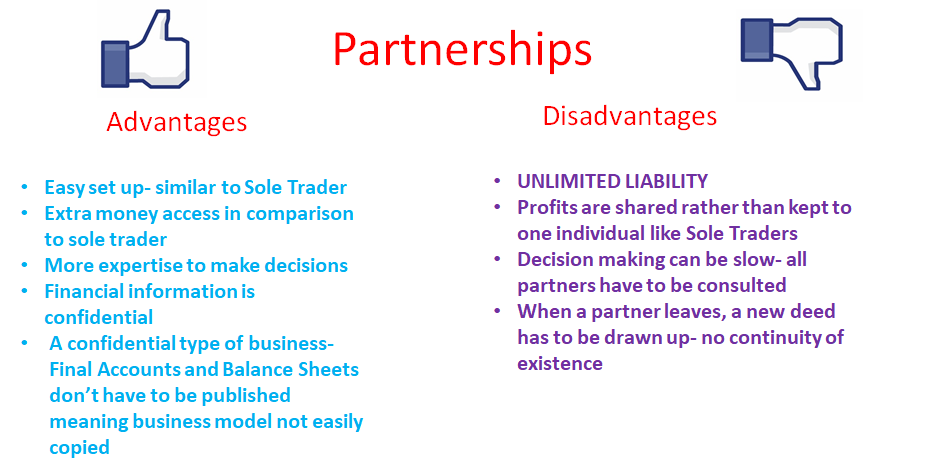 Partnerships
Advantages
• Easy set up- similar to Sole Trader
• Extra money access in comparison
to sole trader
• More expertise to make decisions
• Financial information is
confidential
• A confidential type of business-
Final Accounts and Balance Sheets
don’t have to be published
meaning business model not easily
copied
Disadvantages
• UNLIMITED LIABILITY
• Profits are shared rather than kept to
one individual like Sole Traders
• Decision making can be slow- all
partners have to be consulted
• When a partner leaves, a new deed
has to be drawn up- no continuity of
existence